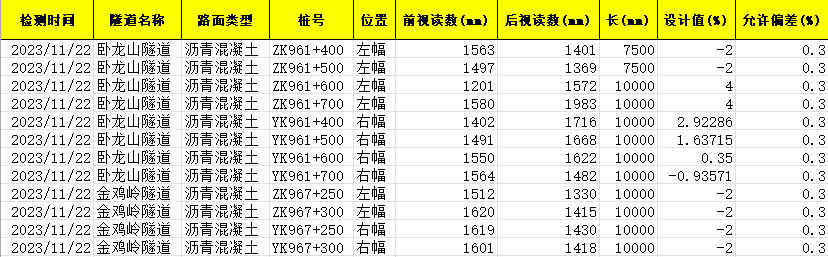 检测时间 隧道名称 路面类型 桩号 位置 前视读数(mm) 后视读数(mm) 长(mm) 设计值(%) 允许偏差(%)
2023/11/22 卧龙山隧道 沥青混凝土 ZK961+400 左幅 1563 1401 7500 -2 0.3
2023/11/22 卧龙山隧道 沥青混凝土 ZK961+500 左幅 1497 1369 7500 -2 0.3
2023/11/22 卧龙山隧道 沥青混凝土 ZK961+600 左幅 1201 1572 10000 4 0.3
2023/11/22 卧龙山隧道 沥青混凝土 ZK961+700 左幅 1580 1983 10000 4 0.3
2023/11/22 卧龙山隧道 沥青混凝土 YK961+400 右幅 1402 1716 10000 2.92286 0.3
2023/11/22 卧龙山隧道 沥青混凝土 YK961+500 右幅 1491 1668 10000 1.63715 0.3
2023/11/22 卧龙山隧道 沥青混凝土 YK961+600 右幅 1550 1622 10000 0.35 0.3
2023/11/22 卧龙山隧道 沥青混凝土 YK961+700 右幅 1564 1482 10000 -0.93571 0.3
2023/11/22 金鸡岭隧道 沥青混凝土 ZK967+250 左幅 1512 1330 10000 -2 0.3
2023/11/22 金鸡岭隧道 沥青混凝土 ZK967+300 左幅 1620 1415 10000 -2 0.3
2023/11/22 金鸡岭隧道 沥青混凝土 YK967+250 右幅 1619 1430 10000 -2 0.3
2023/11/22 金鸡岭隧道 沥青混凝土 YK967+300 右幅 1601 1418 10000 -2 0.3